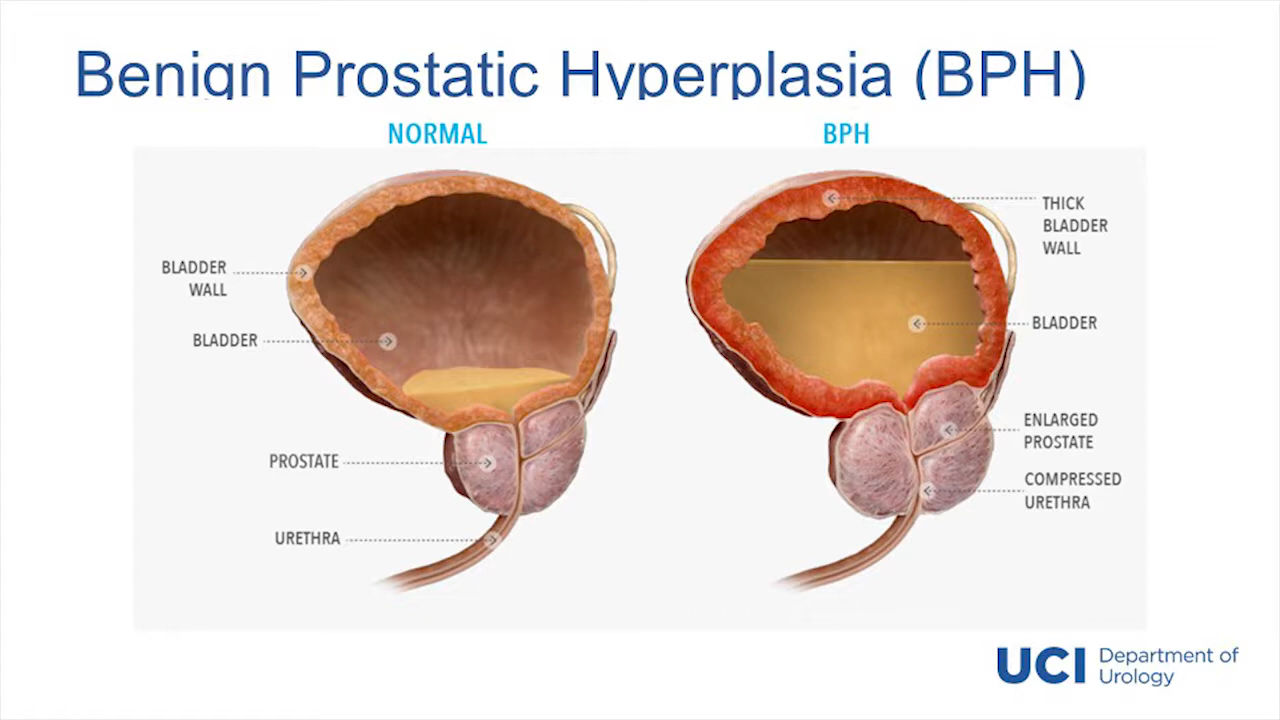 Benign Prostatic Hyperplasia (BPH)
NORMAL
BPH
BLADDER
WALL
BLADDER
PROSTATE
URETHRA
THICK
BLADDER
WALL
BLADDER
ENLARGED
PROSTATE
COMPRESSED
URETHRA
UCI Department of
Urology